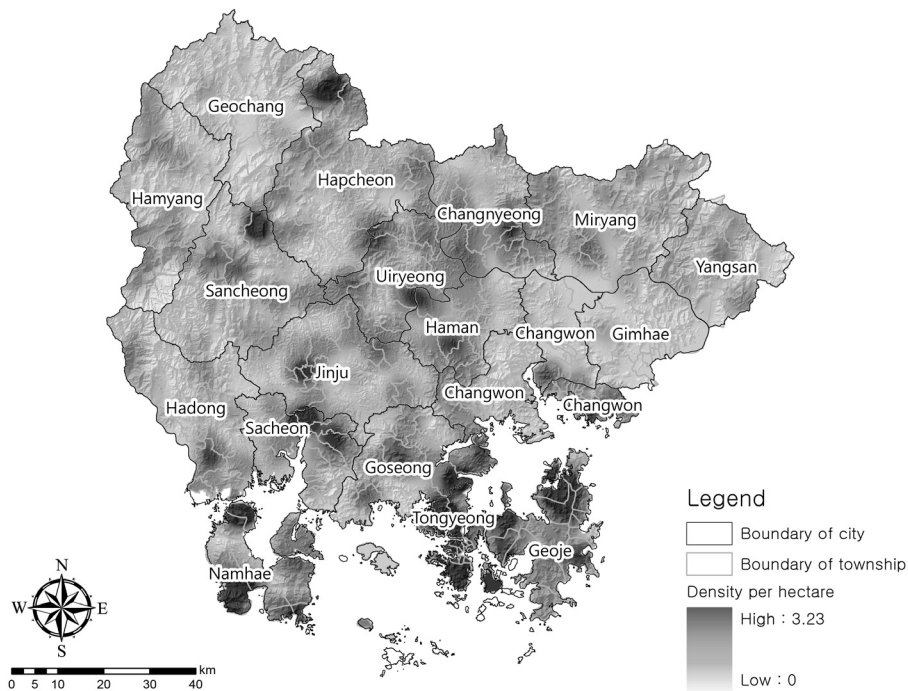 Geochang
Hapcheon
Hamyang
Changnyeong
Miryang
Yangsan
Uiryeong
Sancheong
Haman
Changwon
Gimhae
Jinju
Changwon
Changwon
Hadong
Sacheon
Goseong
Tongyeong
Geoje
Namhae
N
W E
S
km
0 5 10 20 30 40
Legend
Boundary of city
Boundary of township
Density per hectare
High : 3.23
Low : 0